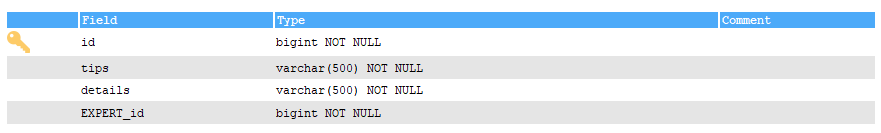 Field Type Comment
id bigint NOT NULL
tips varchar(500) NOT NULL
details varchar(500) NOT NULL
EXPERT_id bigint NOT NULL